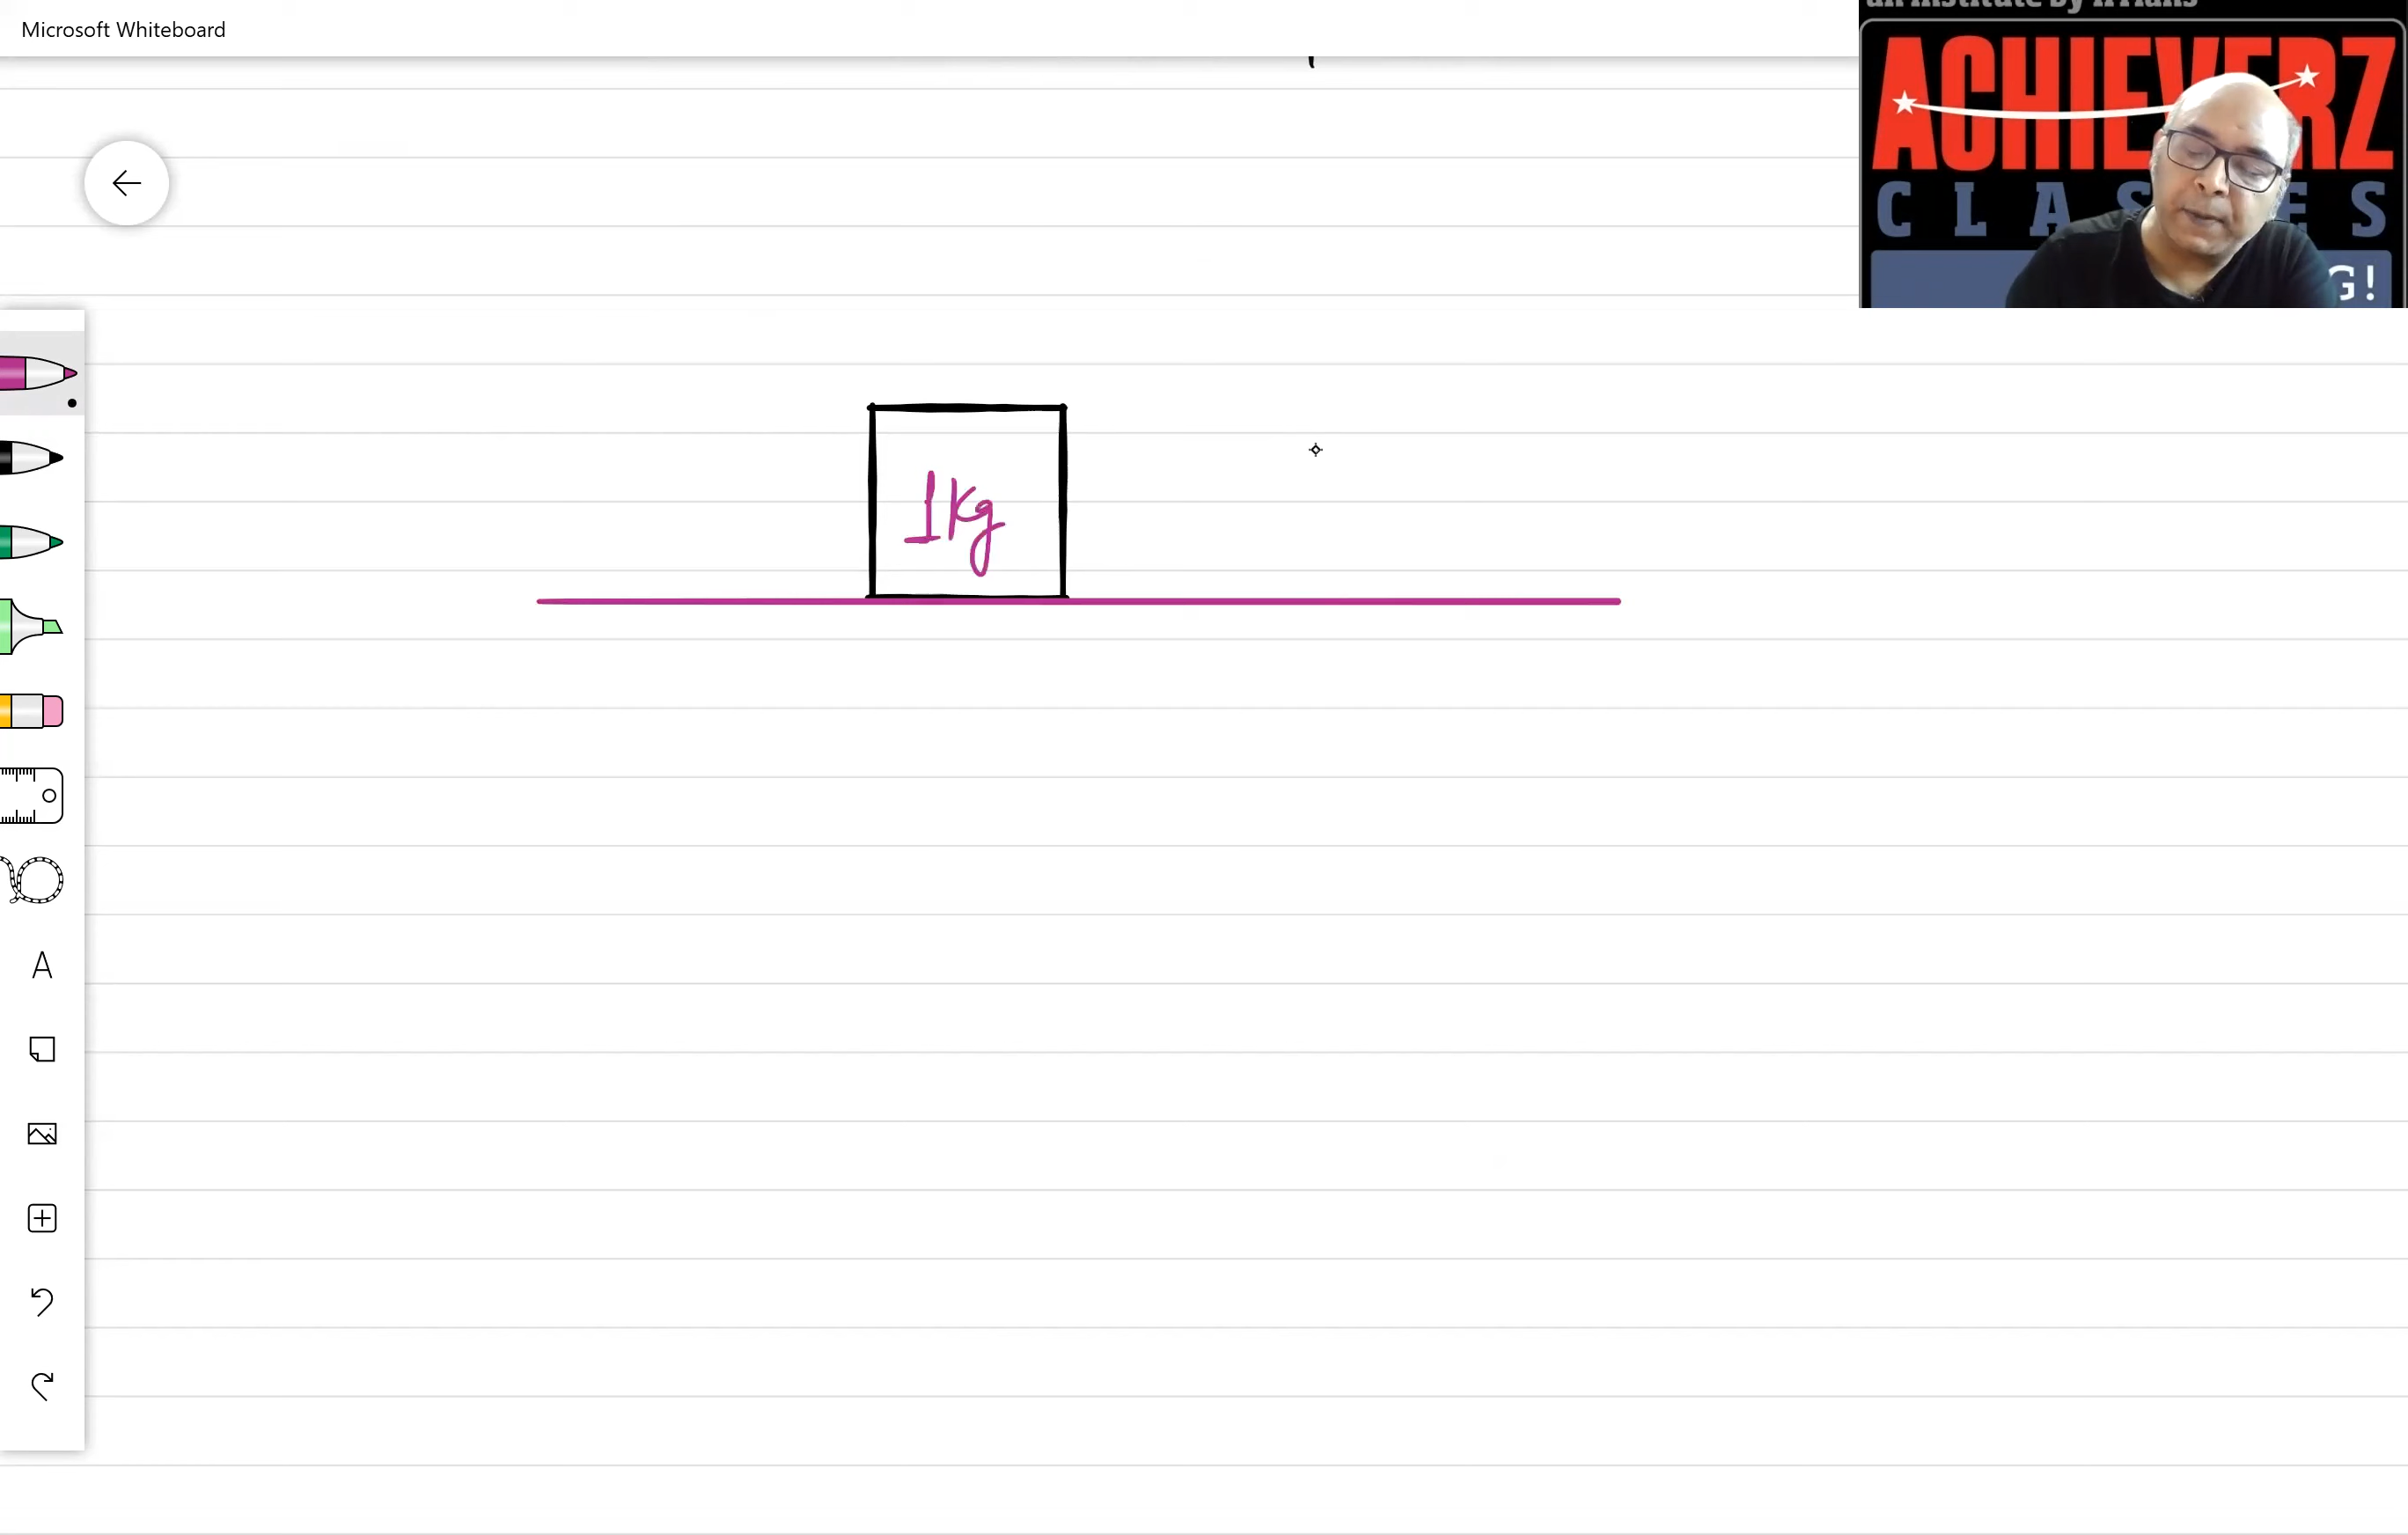 Microsoft Whiteboard
ACHIEVERZ
CLASSES
G!
1kg
A